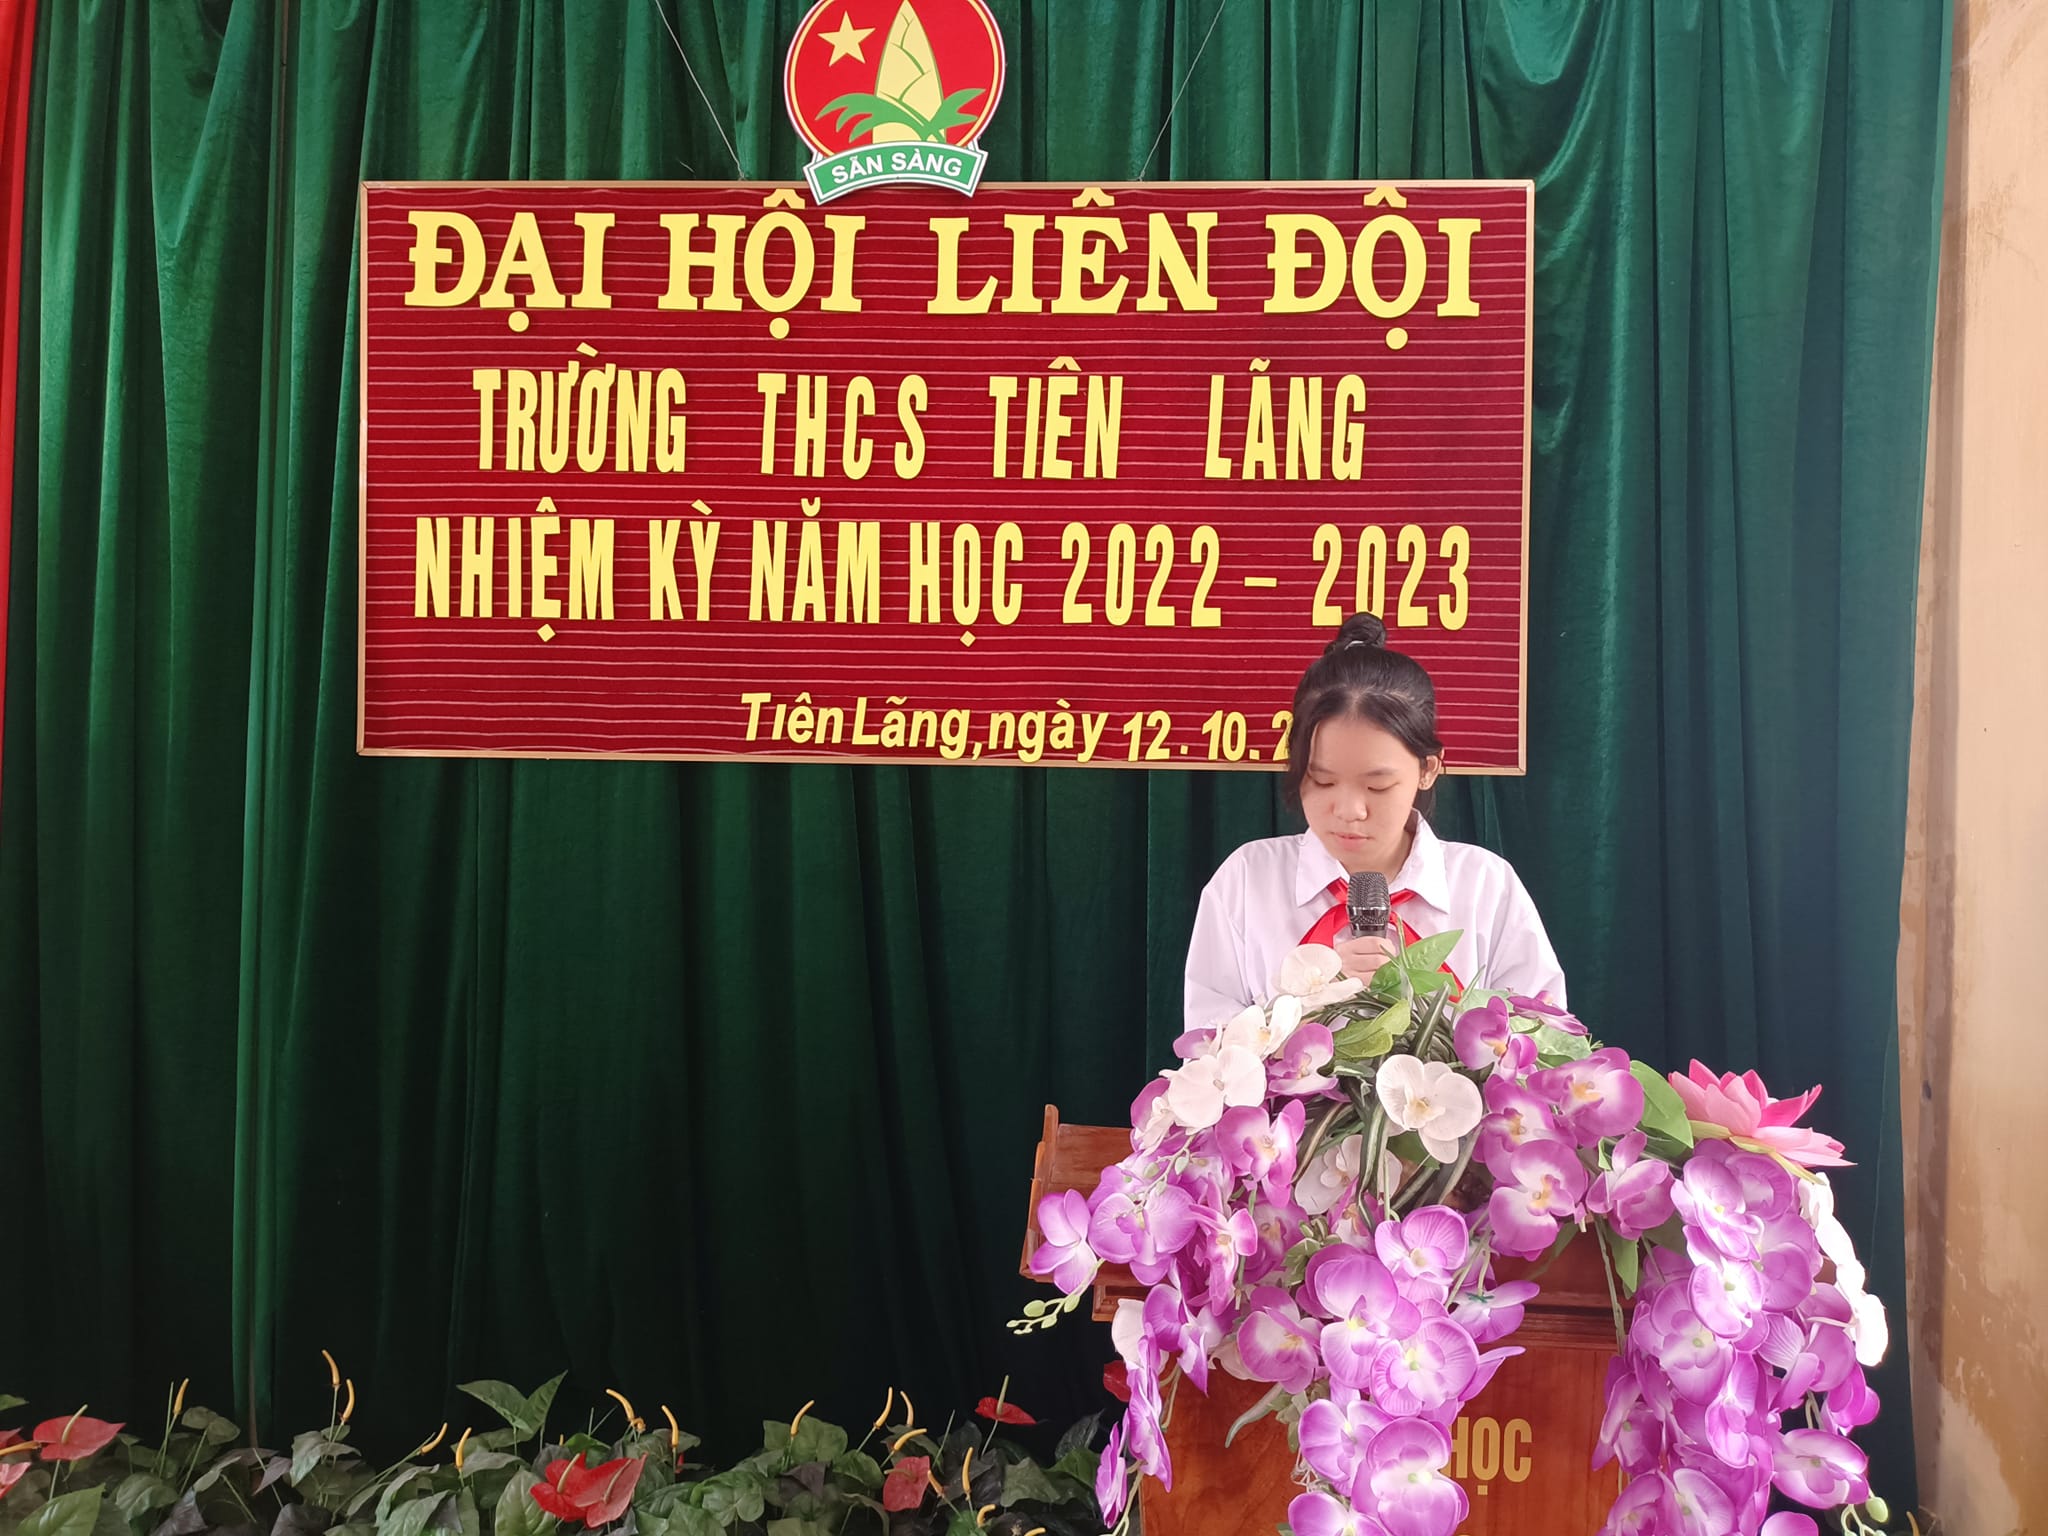 SẴN SÀNG
ĐẠI HỘI LIÊN ĐỘI
TRƯỜNG THCS TIÊN LÃNG
NHIỆM KỲ NĂM HỌC 2022 - 2023
Tiên Lãng, ngày 12.10.2
HỌC